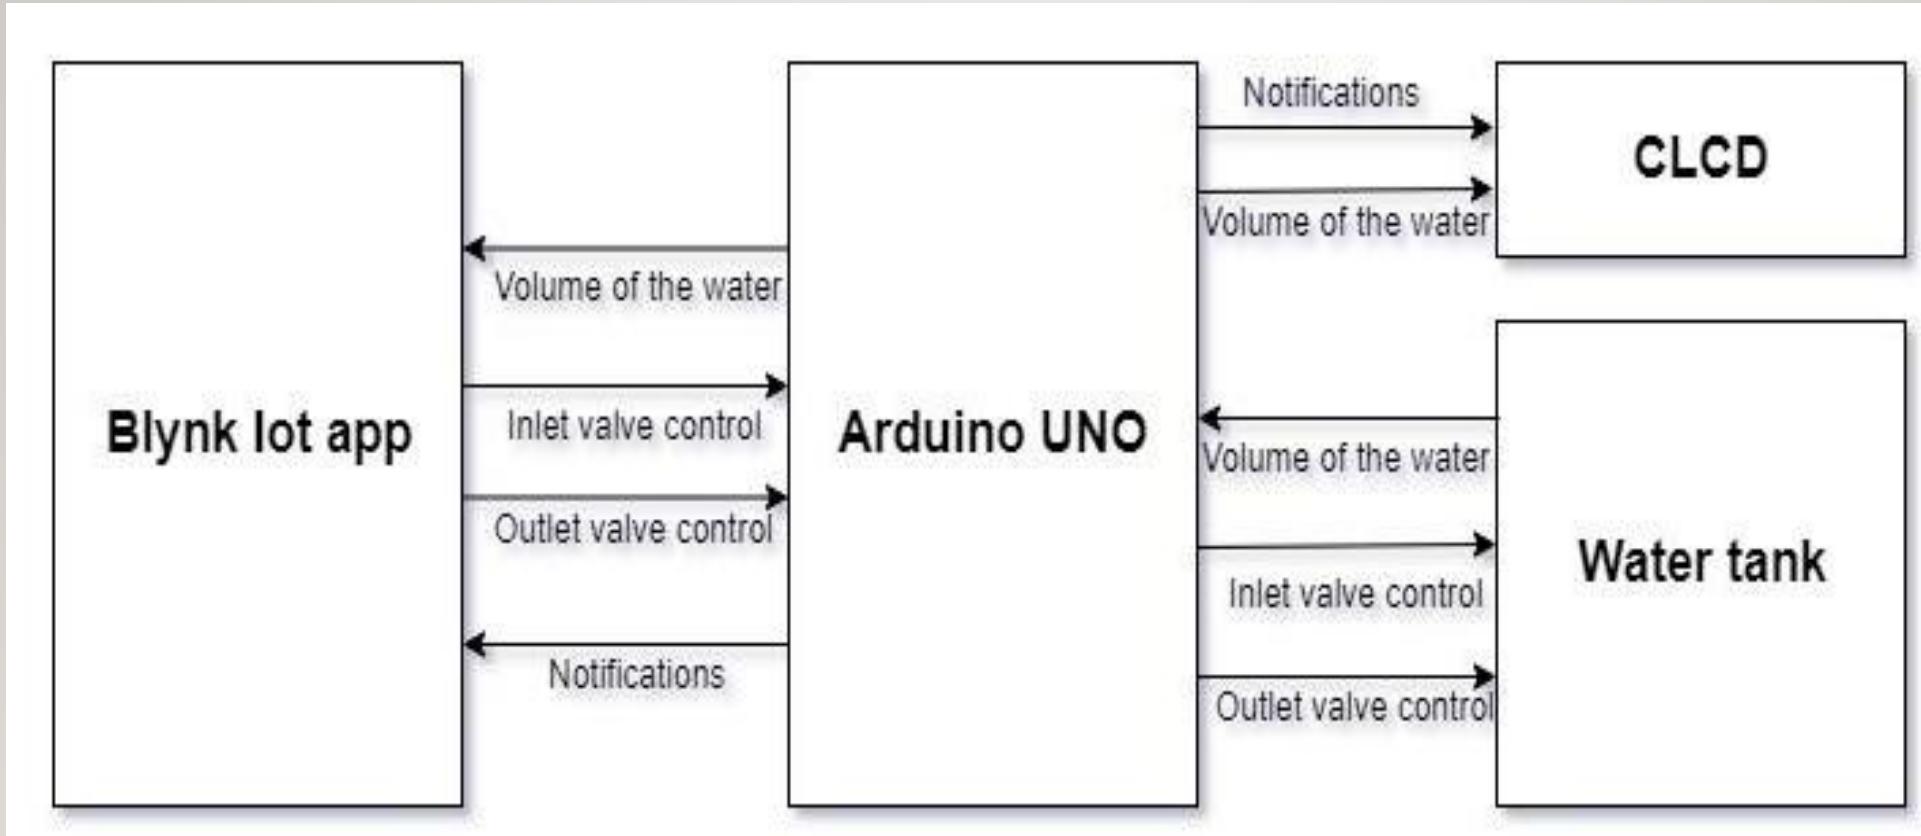 Notifications
CLCD
Volume of the water
Volume of the water
Blynk Iot app
Inlet valve control
Arduino UNO
Volume of the water
Outlet valve control
Inlet valve control
Water tank
Notifications
Outlet valve control